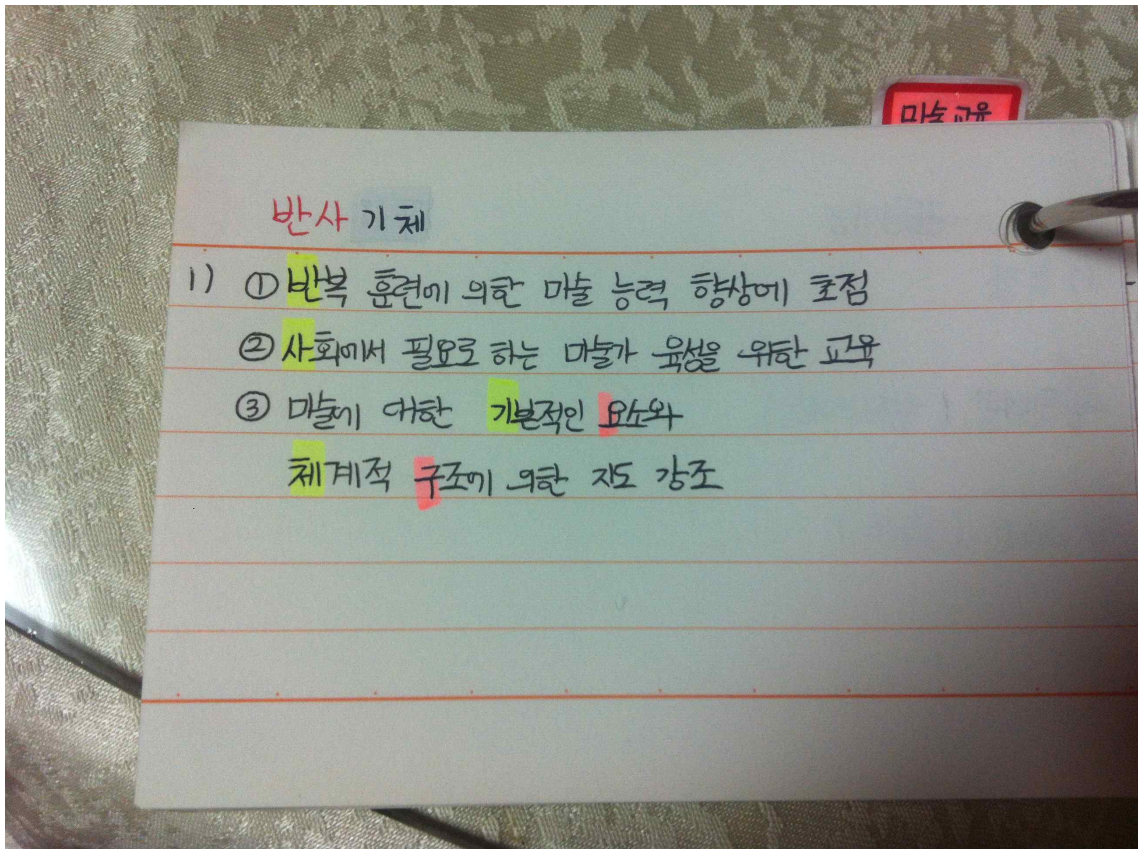 미술교육
반사 기체
1) ① 반복 훈련에 의한 미술 능력 향상에 초점
② 사회에서 필요로 하는 미술가 육성을 위한 교육
③ 미술에 대한 기본적인 요소와
체계적 구조에 의한 지도 강조